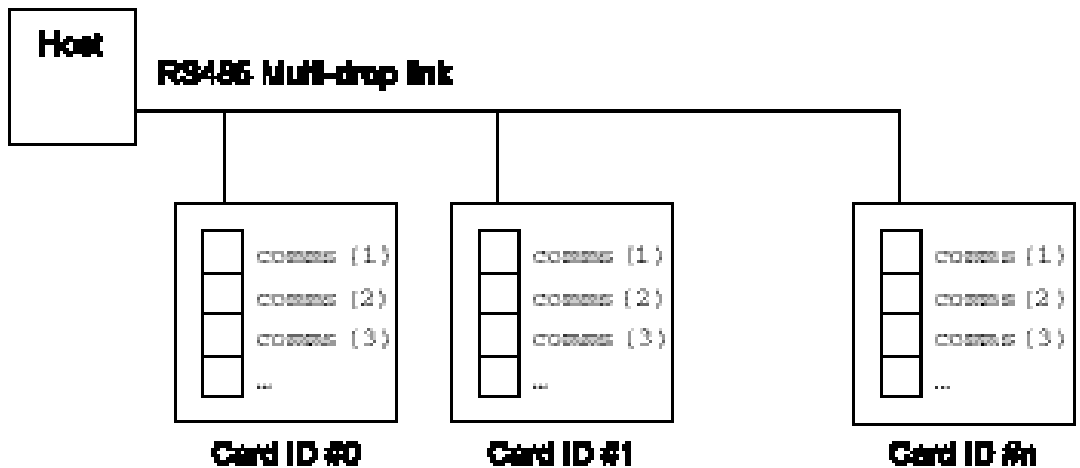 Host
RS485 Multi-drop link
comms (1)
comms (2)
comms (3)
...
comms (1)
comms (2)
comms (3)
...
comms (1)
comms (2)
comms (3)
...
Card ID #0
Card ID #1
Card ID #n